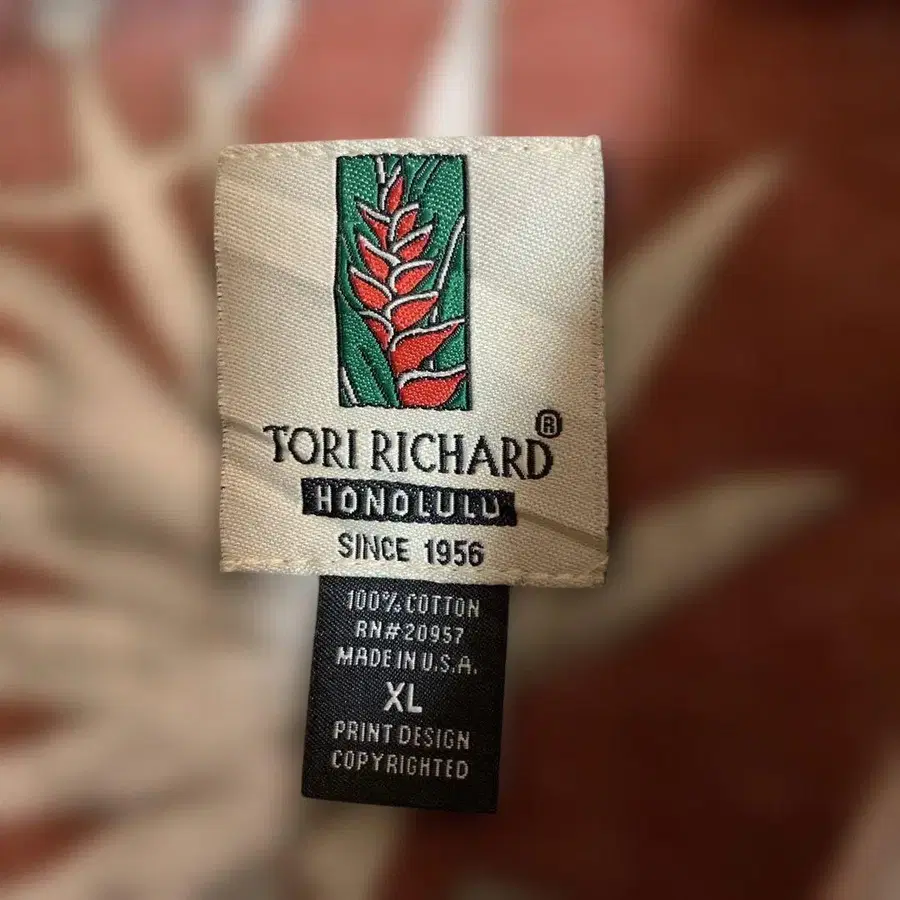 TORI RICHARD®
HONOLULU
SINCE 1956
100% COTTON
RN#20957
MADE IN U.S.A.
XL
PRINT DESIGN
COPYRIGHTED